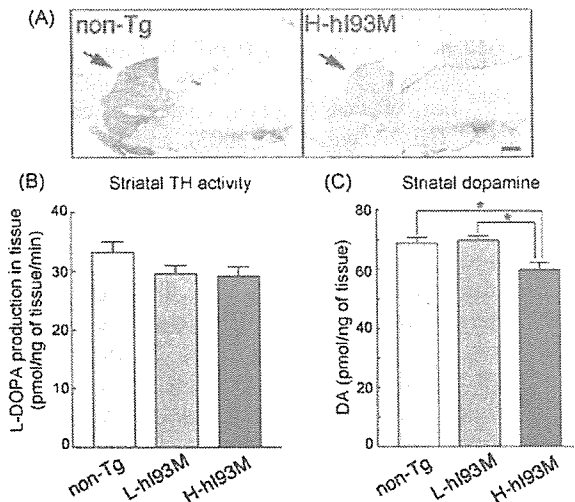 (A)
non-Tg
H-hI93M
(B)
Striatal TH activity
L-DOPA production in tissue
(pmol/ng of tissue/min)
40
30
20
10
0
non-Tg
L-hI93M
H-hI93M
(C)
Striatal dopamine
DA (pmol/ng of tissue)
80
60
40
20
0
*
*
non-Tg
L-hI93M
H-hI93M